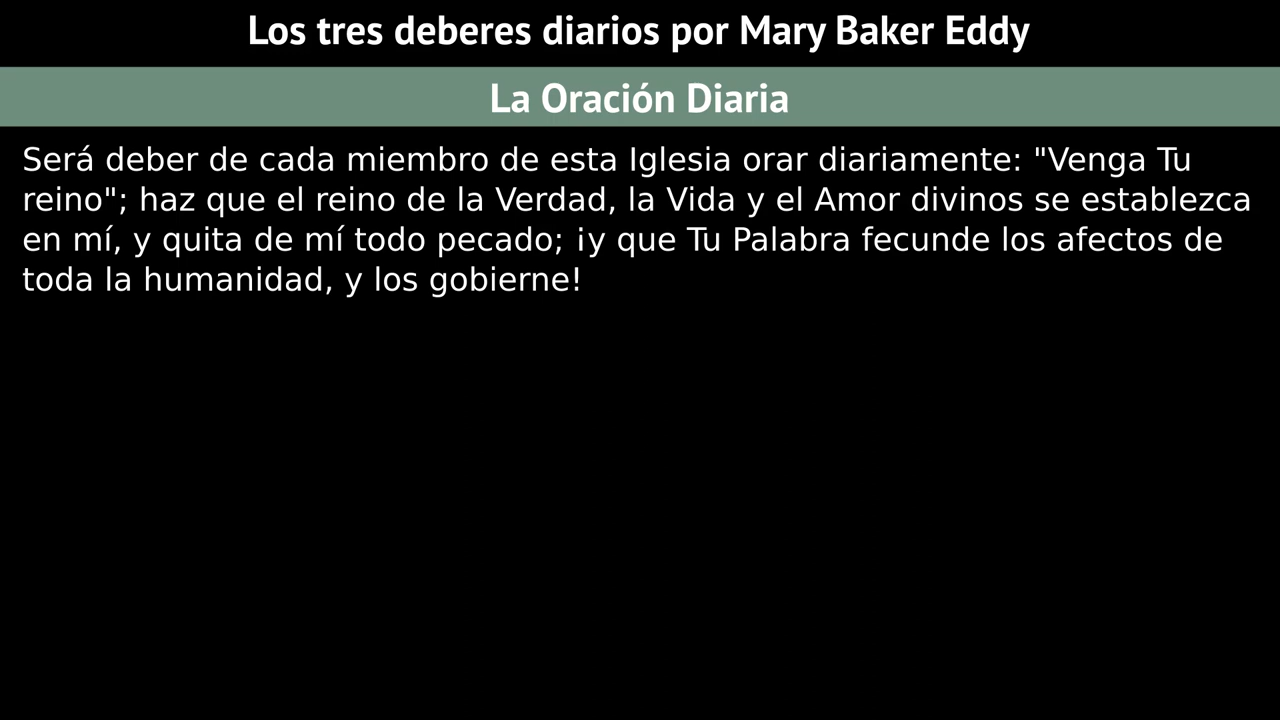 Los tres deberes diarios por Mary Baker Eddy
La Oración Diaria
Será deber de cada miembro de esta Iglesia orar diariamente: "Venga Tu
reino"; haz que el reino de la Verdad, la Vida y el Amor divinos se establezca
en mí, y quita de mí todo pecado; ¡y que Tu Palabra fecunde los afectos de
toda la humanidad, y los gobierne!